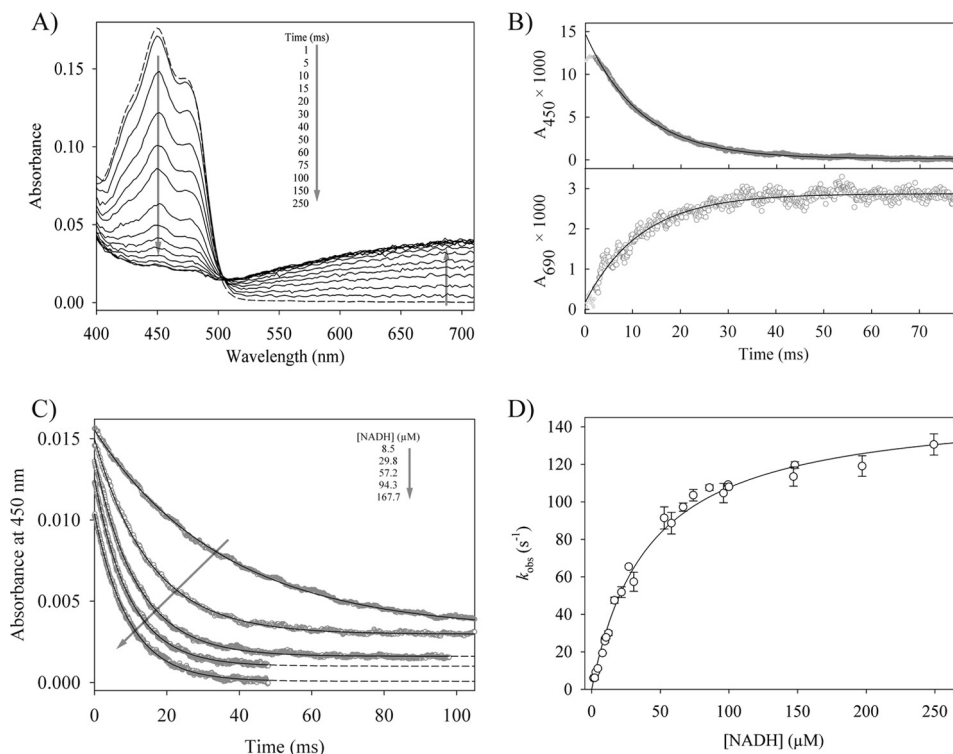 A)
Time (ms)
1
5
10
15
20
30
40
50
60
75
100
150
250
0.15
0.10
0.05
0.00
Absorbance
400 450 500 550 600 650 700
Wavelength (nm)
B)
15
10
5
0
A450 × 1000
3
2
1
0
A690 × 1000
0 10 20 30 40 50 60 70
Time (ms)
C)
[NADH] (µM)
8.5
29.8
57.2
94.3
167.7
0.015
0.010
0.005
0.000
Absorbance at 450 nm
0 20 40 60 80 100
Time (ms)
D)
140
120
100
80
60
40
20
0
kobs (s-1)
0 50 100 150 200 250
[NADH] (µM)